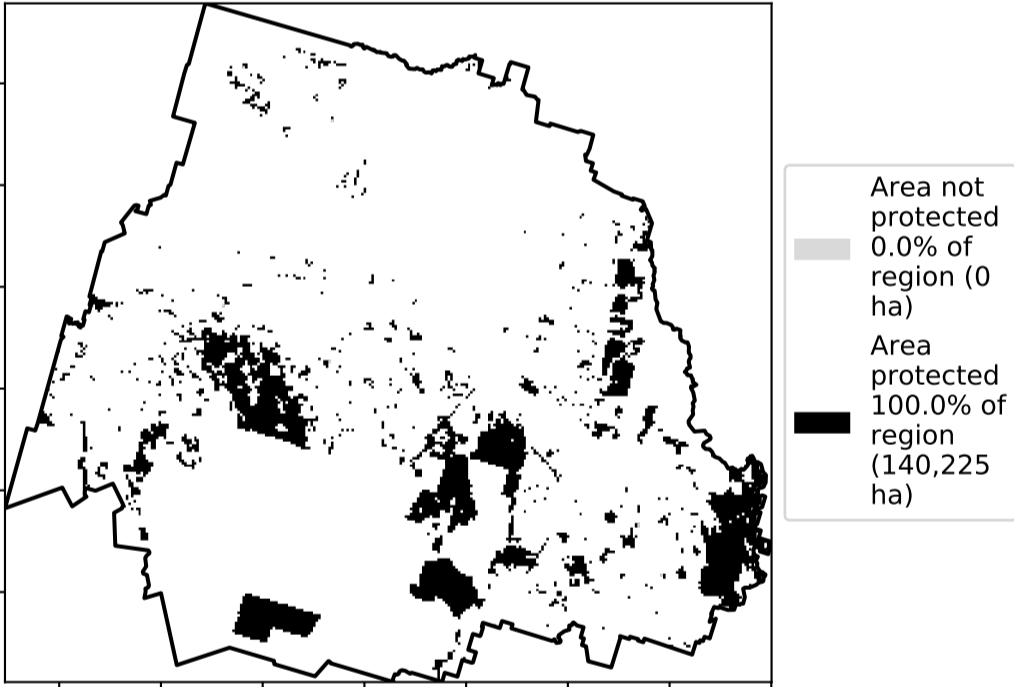 Area not
protected
0.0% of
region (0
ha)
Area
protected
100.0% of
region
(140,225
ha)